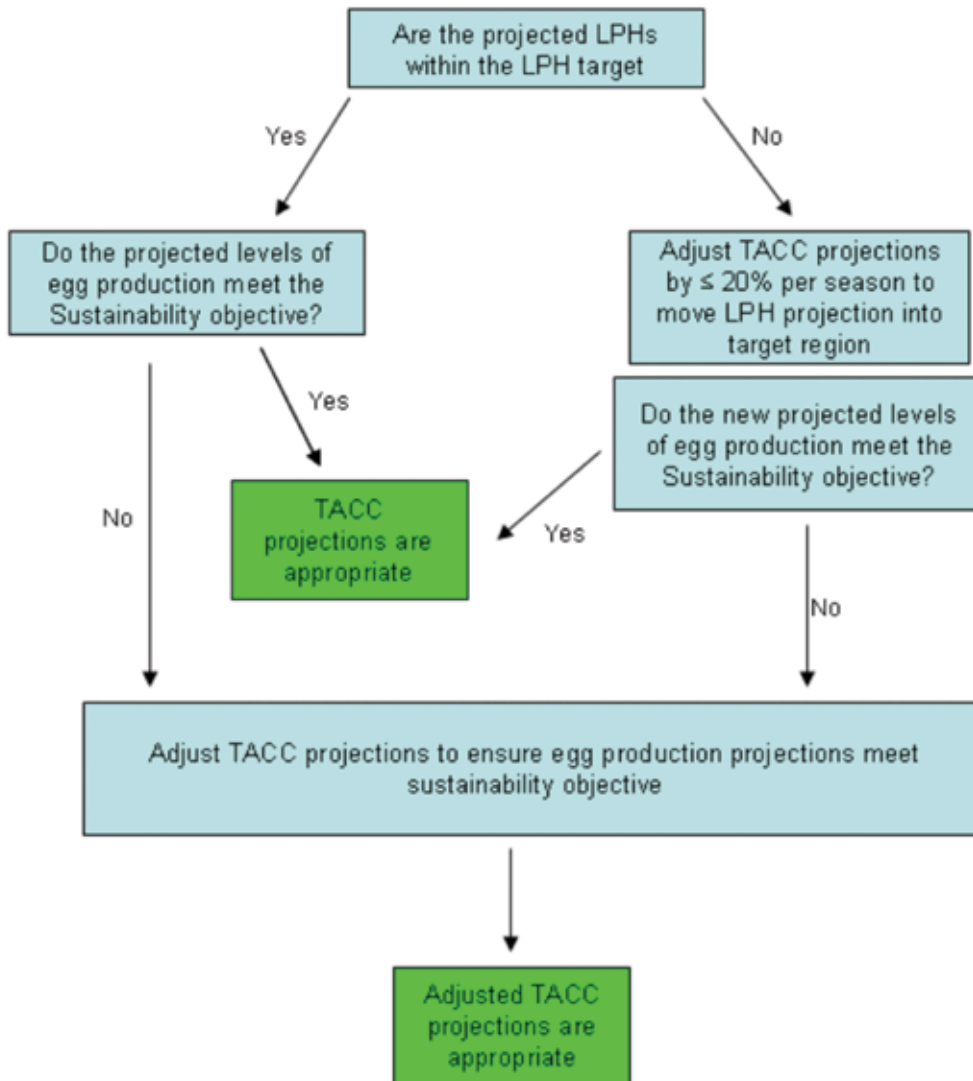 Are the projected LPHs
within the LPH target
Yes
No
Do the projected levels of
egg production meet the
Sustainability objective?
Adjust TACC projections
by ≤ 20% per season to
move LPH projection into
target region
Yes
Do the new projected levels
of egg production meet the
Sustainability objective?
No
TACC
projections are
appropriate
Yes
No
Adjust TACC projections to ensure egg production projections meet
sustainability objective
Adjusted TACC
projections are
appropriate